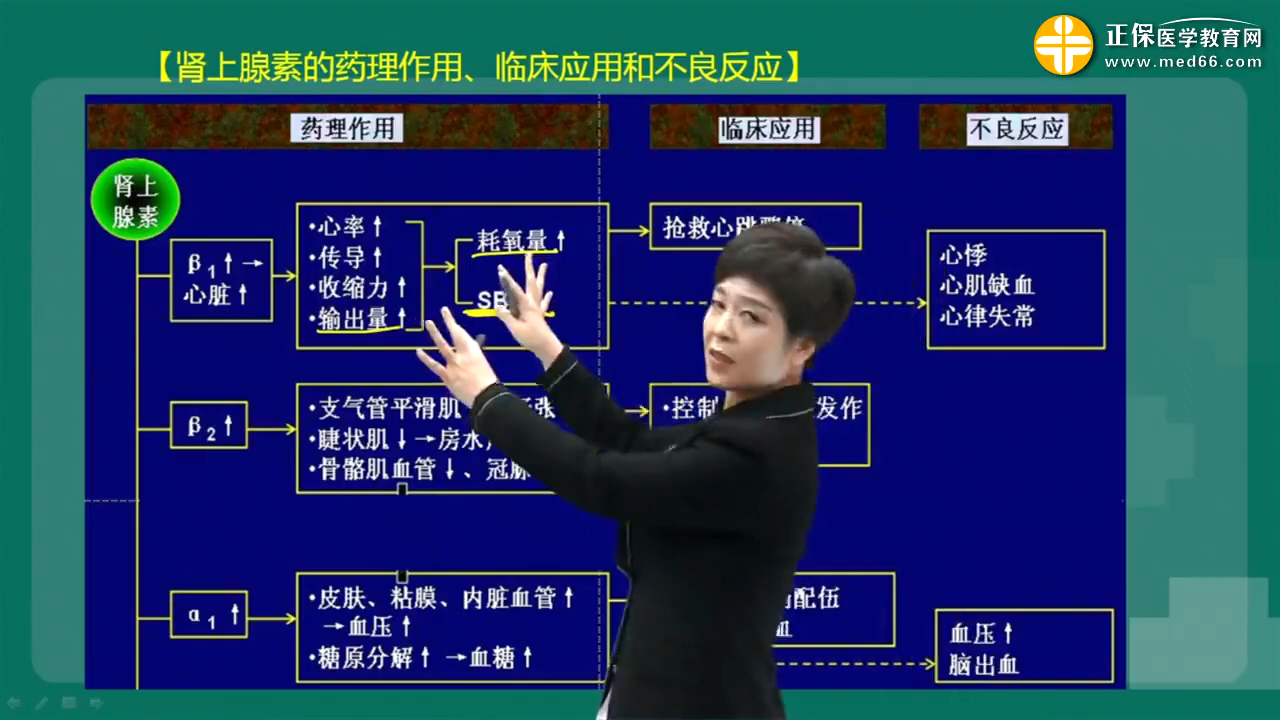 正保医学教育网
www.med66.com
【肾上腺素的药理作用、临床应用和不良反应】
药理作用
临床应用
不良反应
肾上
腺素
β1↑→
心脏↑
·心率↑
·传导↑
·收缩力↑
·输出量↑
耗氧量↑
抢救心跳骤停
心悸
心肌缺血
心律失常
β2↑
·支气管平滑肌
·睫状肌↓→房水
·骨骼肌血管↓、冠脉
·控制
发作
α1↑
·皮肤、粘膜、内脏血管↑
→血压↑
·糖原分解↑→血糖↑
配伍
血压↑
脑出血